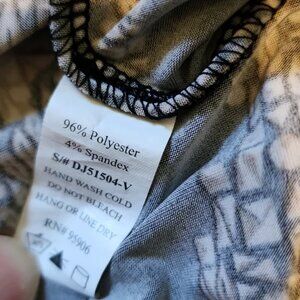 96% Polyester
4% Spandex
S/# DJ51504-V
HAND WASH COLD
DO NOT BLEACH
HANG OR LINE DRY
RN# 95906